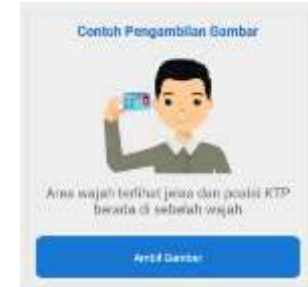 Contoh Pengambilan Gambar
Area wajah terlihat jelas dan posisi KTP
berada di sebelah wajah
Ambil Gambar